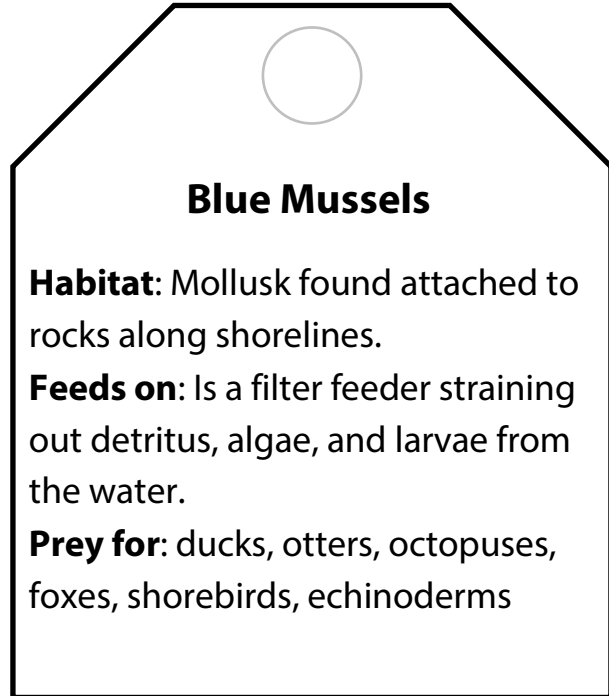 Blue Mussels
Habitat: Mollusk found attached to
rocks along shorelines.
Feeds on: Is a filter feeder straining
out detritus, algae, and larvae from
the water.
Prey for: ducks, otters, octopuses,
foxes, shorebirds, echinoderms